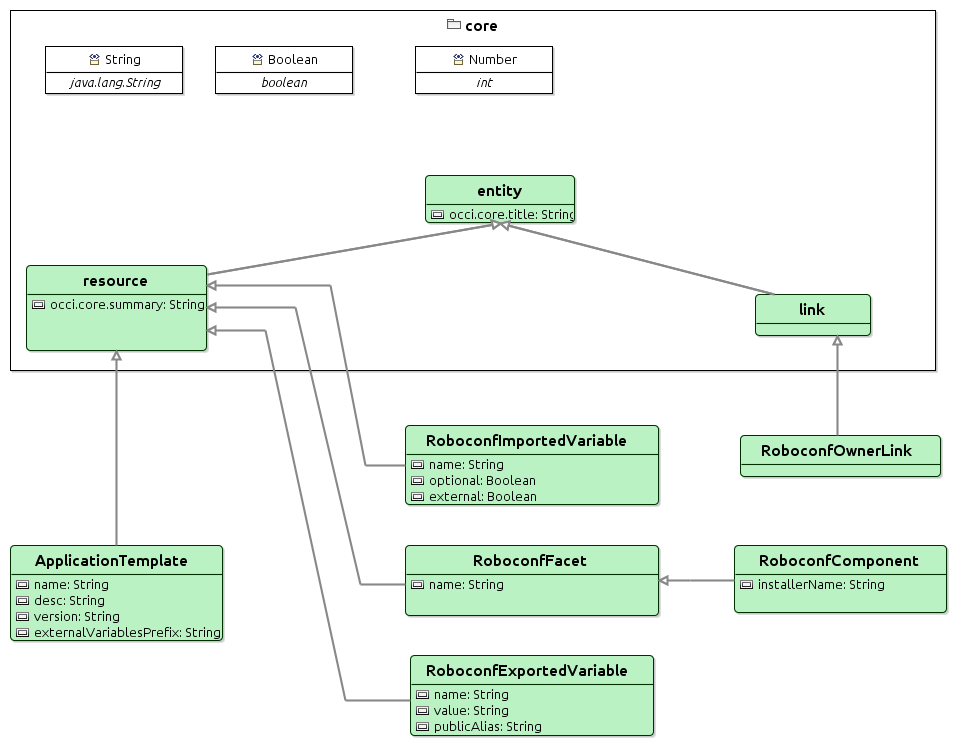 core
String
java.lang.String
Boolean
boolean
Number
int
entity
occi.core.title: String
resource
occi.core.summary: String
link
RoboconfImportedVariable
name: String
optional: Boolean
external: Boolean
RoboconfOwnerLink
ApplicationTemplate
name: String
desc: String
version: String
externalVariablesPrefix: String
RoboconfFacet
name: String
RoboconfComponent
installerName: String
RoboconfExportedVariable
name: String
value: String
publicAlias: String